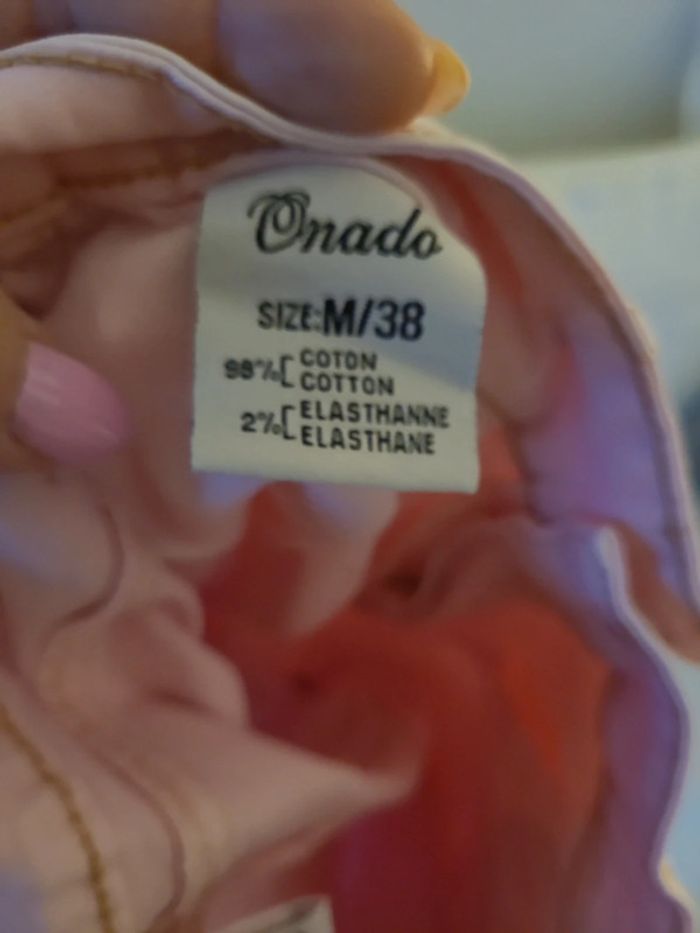 Onado
SIZE:M/38
98%[ COTON
COTTON
2%[ ELASTHANNE
ELASTHANE